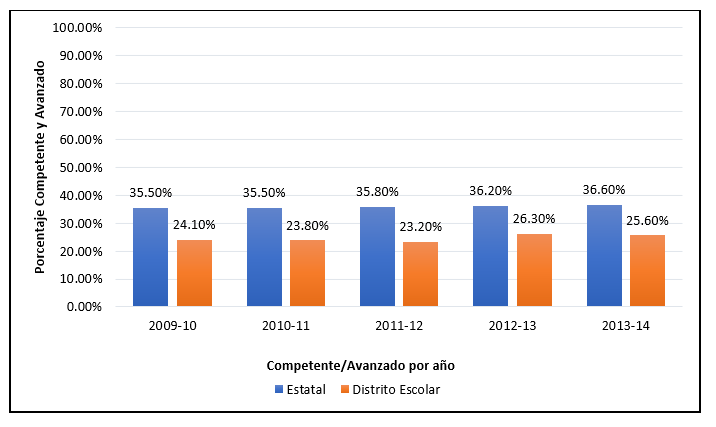 100.00%
90.00%
80.00%
70.00%
60.00%
50.00%
40.00%
30.00%
20.00%
10.00%
0.00%
Porcentaje Competente y Avanzado
35.50% 24.10% 35.50% 23.80% 35.80% 23.20% 36.20% 26.30% 36.60% 25.60%
2009-10 2010-11 2011-12 2012-13 2013-14
Competente/Avanzado por año
Estatal Distrito Escolar